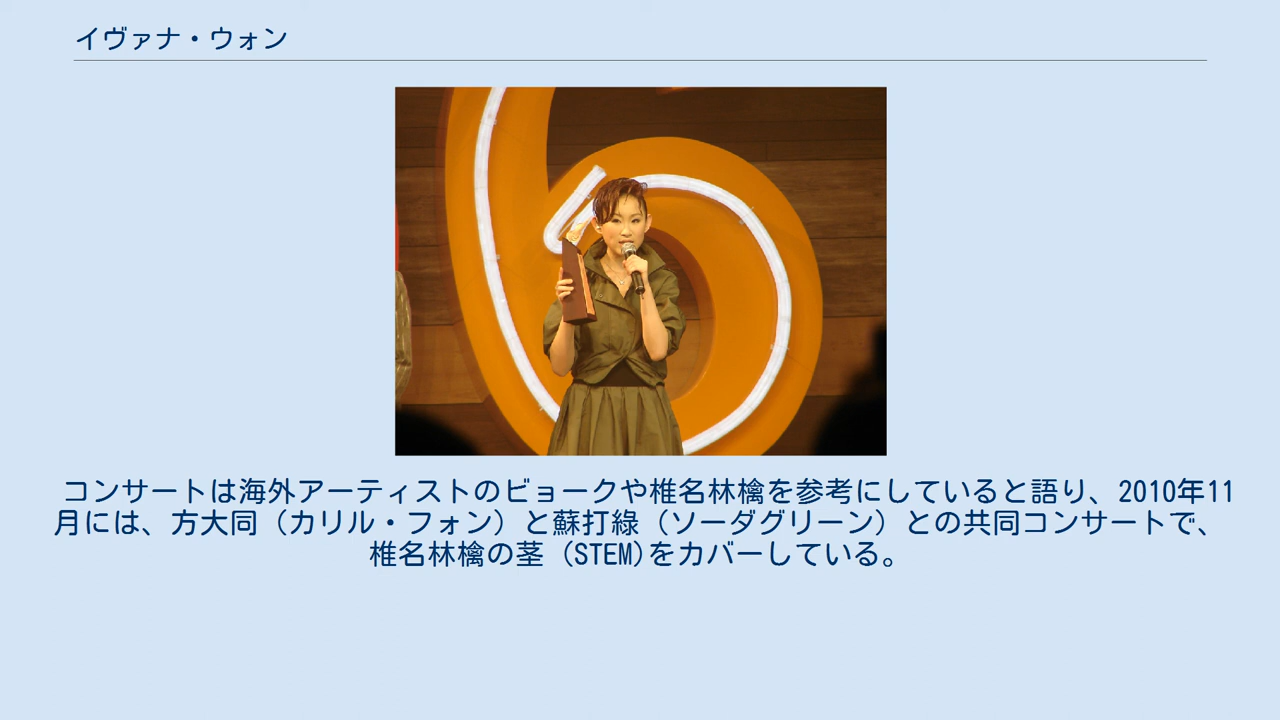 イヴァナ・ウォン
コンサートは海外アーティストのビョークや椎名林檎を参考にしていると語り、2010年11
月には、方大同（カリル・フォン）と蘇打綠（ソーダグリーン）との共同コンサートで、
椎名林檎の茎（STEM)をカバーしている。